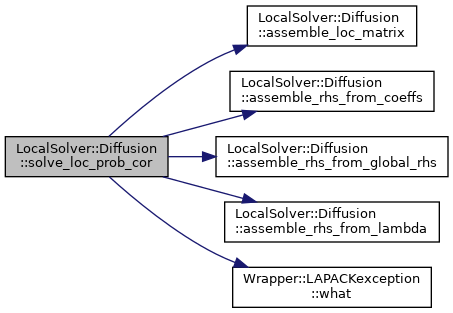 LocalSolver::Diffusion
::solve_loc_prob_cor
LocalSolver::Diffusion
::assemble_loc_matrix
LocalSolver::Diffusion
::assemble_rhs_from_coeffs
LocalSolver::Diffusion
::assemble_rhs_from_global_rhs
LocalSolver::Diffusion
::assemble_rhs_from_lambda
Wrapper::LAPACKexception
::what